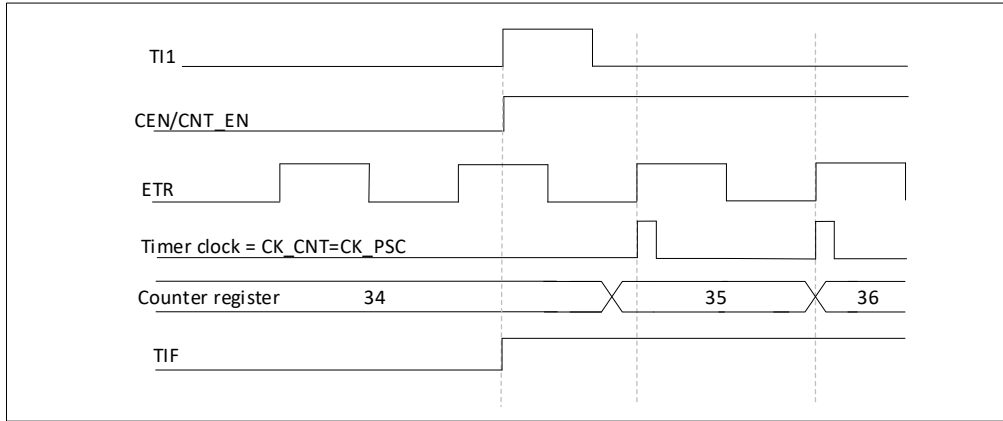 TI1
CEN/CNT_EN
ETR
Timer clock = CK_CNT=CK_PSC
Counter register 34 35 36
TIF